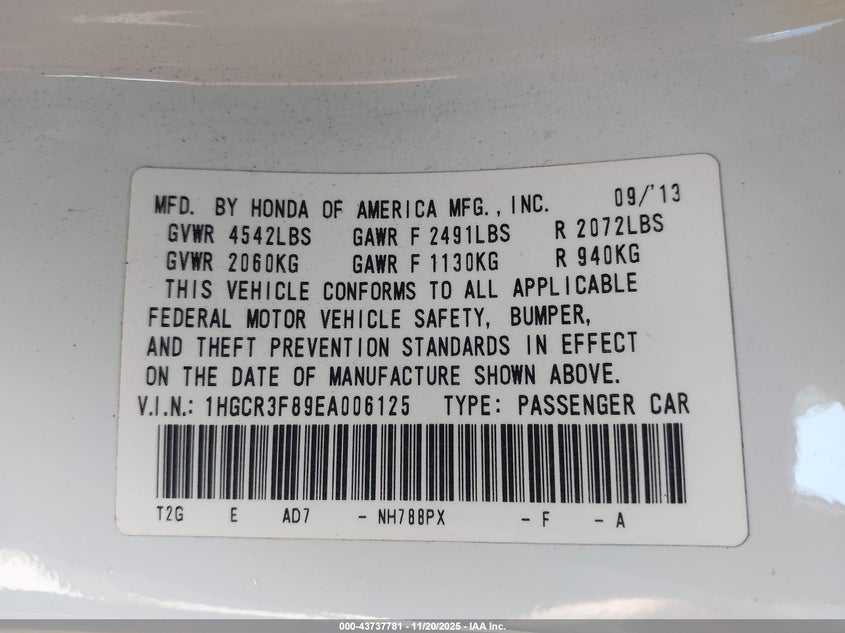 MFD. BY HONDA OF AMERICA MFG., INC. 09/'13
GVWR 4542LBS GAWR F 2491LBS R 2072LBS
GVWR 2060KG GAWR F 1130KG R 940KG
THIS VEHICLE CONFORMS TO ALL APPLICABLE
FEDERAL MOTOR VEHICLE SAFETY, BUMPER,
AND THEFT PREVENTION STANDARDS IN EFFECT
ON THE DATE OF MANUFACTURE SHOWN ABOVE.
V.I.N.: 1HGCR3F89EA006125 TYPE: PASSENGER CAR
T2G E AD7 - NH788PX - F - A
000-43737781 - 11/20/2025 - IAA Inc.